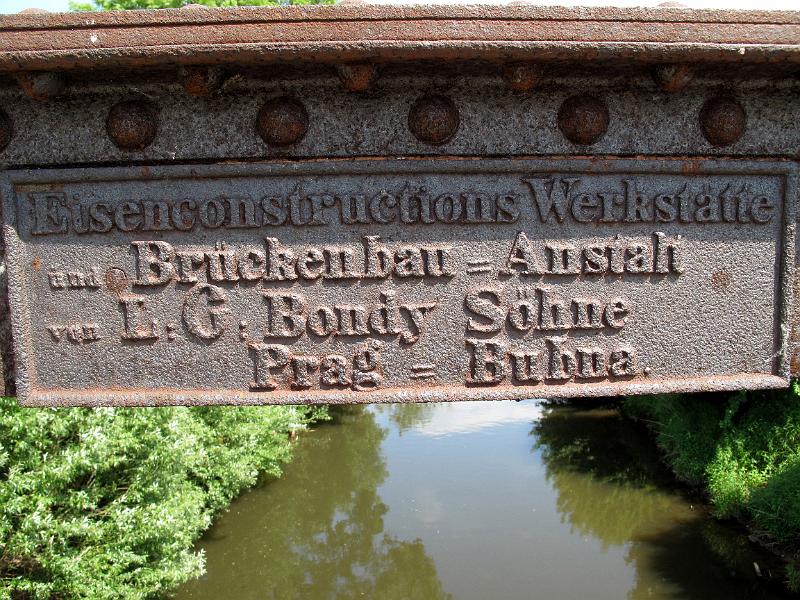 Eisenconstructions Werkstätte
und Brückenbau = Anstalt
von L. G. Bondy Söhne
Prag = Bubna.